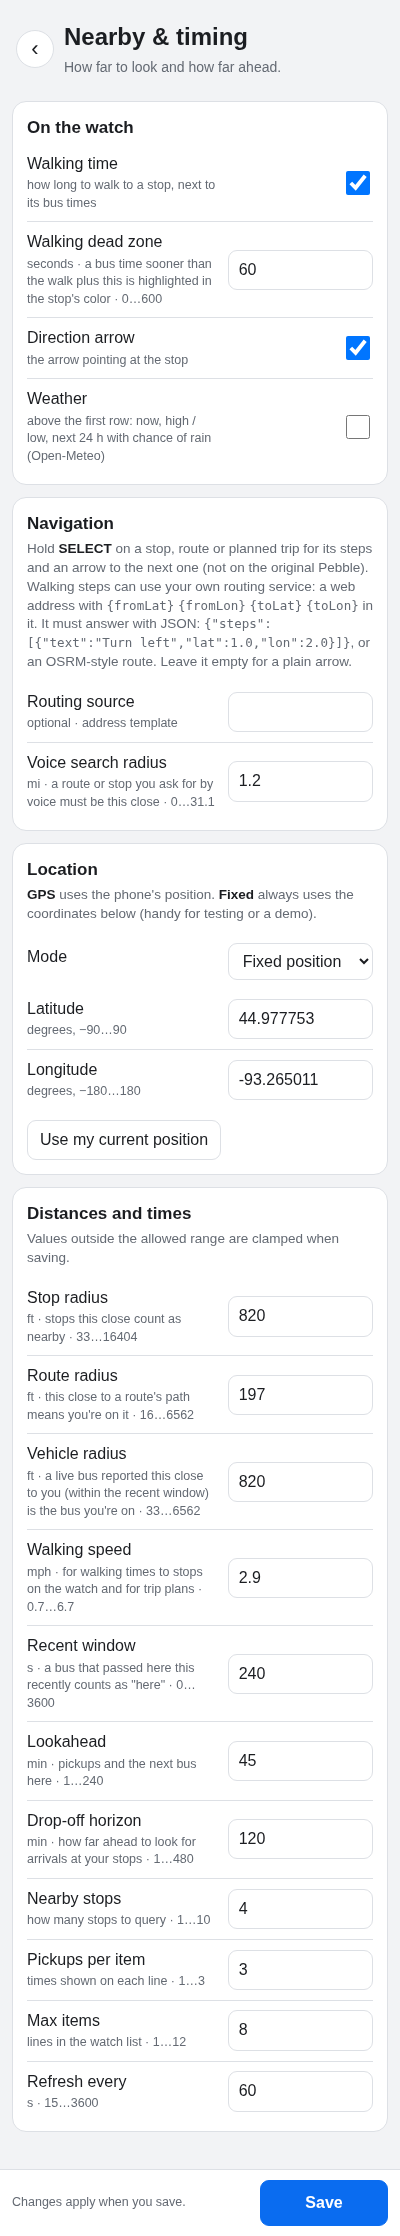 ‹
Nearby & timing
How far to look and how far ahead.
On the watch
Walking time
how long to walk to a stop, next to
its bus times
Walking dead zone
seconds · a bus time sooner than
the walk plus this is highlighted in
the stop's color · 0…600
60
Direction arrow
the arrow pointing at the stop
Weather
above the first row: now, high /
low, next 24 h with chance of rain
(Open-Meteo)
Navigation
Hold SELECT on a stop, route or planned trip for its steps
and an arrow to the next one (not on the original Pebble).
Walking steps can use your own routing service: a web
address with {fromLat} {fromLon} {toLat} {toLon} in
it. It must answer with JSON: {"steps":
[{"text":"Turn left","lat":1.0,"lon":2.0}]}, or
an OSRM-style route. Leave it empty for a plain arrow.
Routing source
optional · address template
Voice search radius
mi · a route or stop you ask for by
voice must be this close · 0…31.1
1.2
Location
GPS uses the phone's position. Fixed always uses the
coordinates below (handy for testing or a demo).
Mode
Fixed position
Latitude
degrees, −90…90
44.977753
Longitude
degrees, −180…180
-93.265011
Use my current position
Distances and times
Values outside the allowed range are clamped when
saving.
Stop radius
ft · stops this close count as
nearby · 33…16404
820
Route radius
ft · this close to a route's path
means you're on it · 16…6562
197
Vehicle radius
ft · a live bus reported this close
to you (within the recent window)
is the bus you're on · 33…6562
820
Walking speed
mph · for walking times to stops
on the watch and for trip plans ·
0.7…6.7
2.9
Recent window
s · a bus that passed here this
recently counts as "here" · 0…
3600
240
Lookahead
min · pickups and the next bus
here · 1…240
45
Drop-off horizon
min · how far ahead to look for
arrivals at your stops · 1…480
120
Nearby stops
how many stops to query · 1…10
4
Pickups per item
times shown on each line · 1…3
3
Max items
lines in the watch list · 1…12
8
Refresh every
s · 15…3600
60
Changes apply when you save.
Save